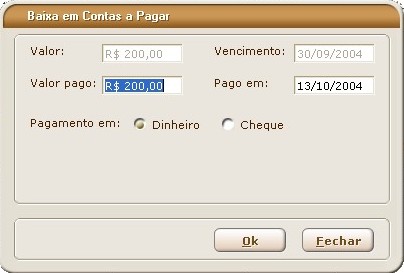 Baixa em Contas a Pagar
Valor: R$ 200,00 Vencimento: 30/09/2004
Valor pago: R$ 200,00 Pago em: 13/10/2004
Pagamento em: Dinheiro Cheque
Ok Fechar